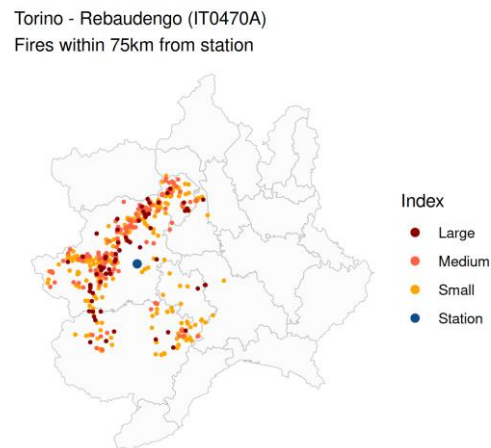 Torino - Rebaudengo (IT0470A)
Fires within 75km from station
Index
Large
Medium
Small
Station